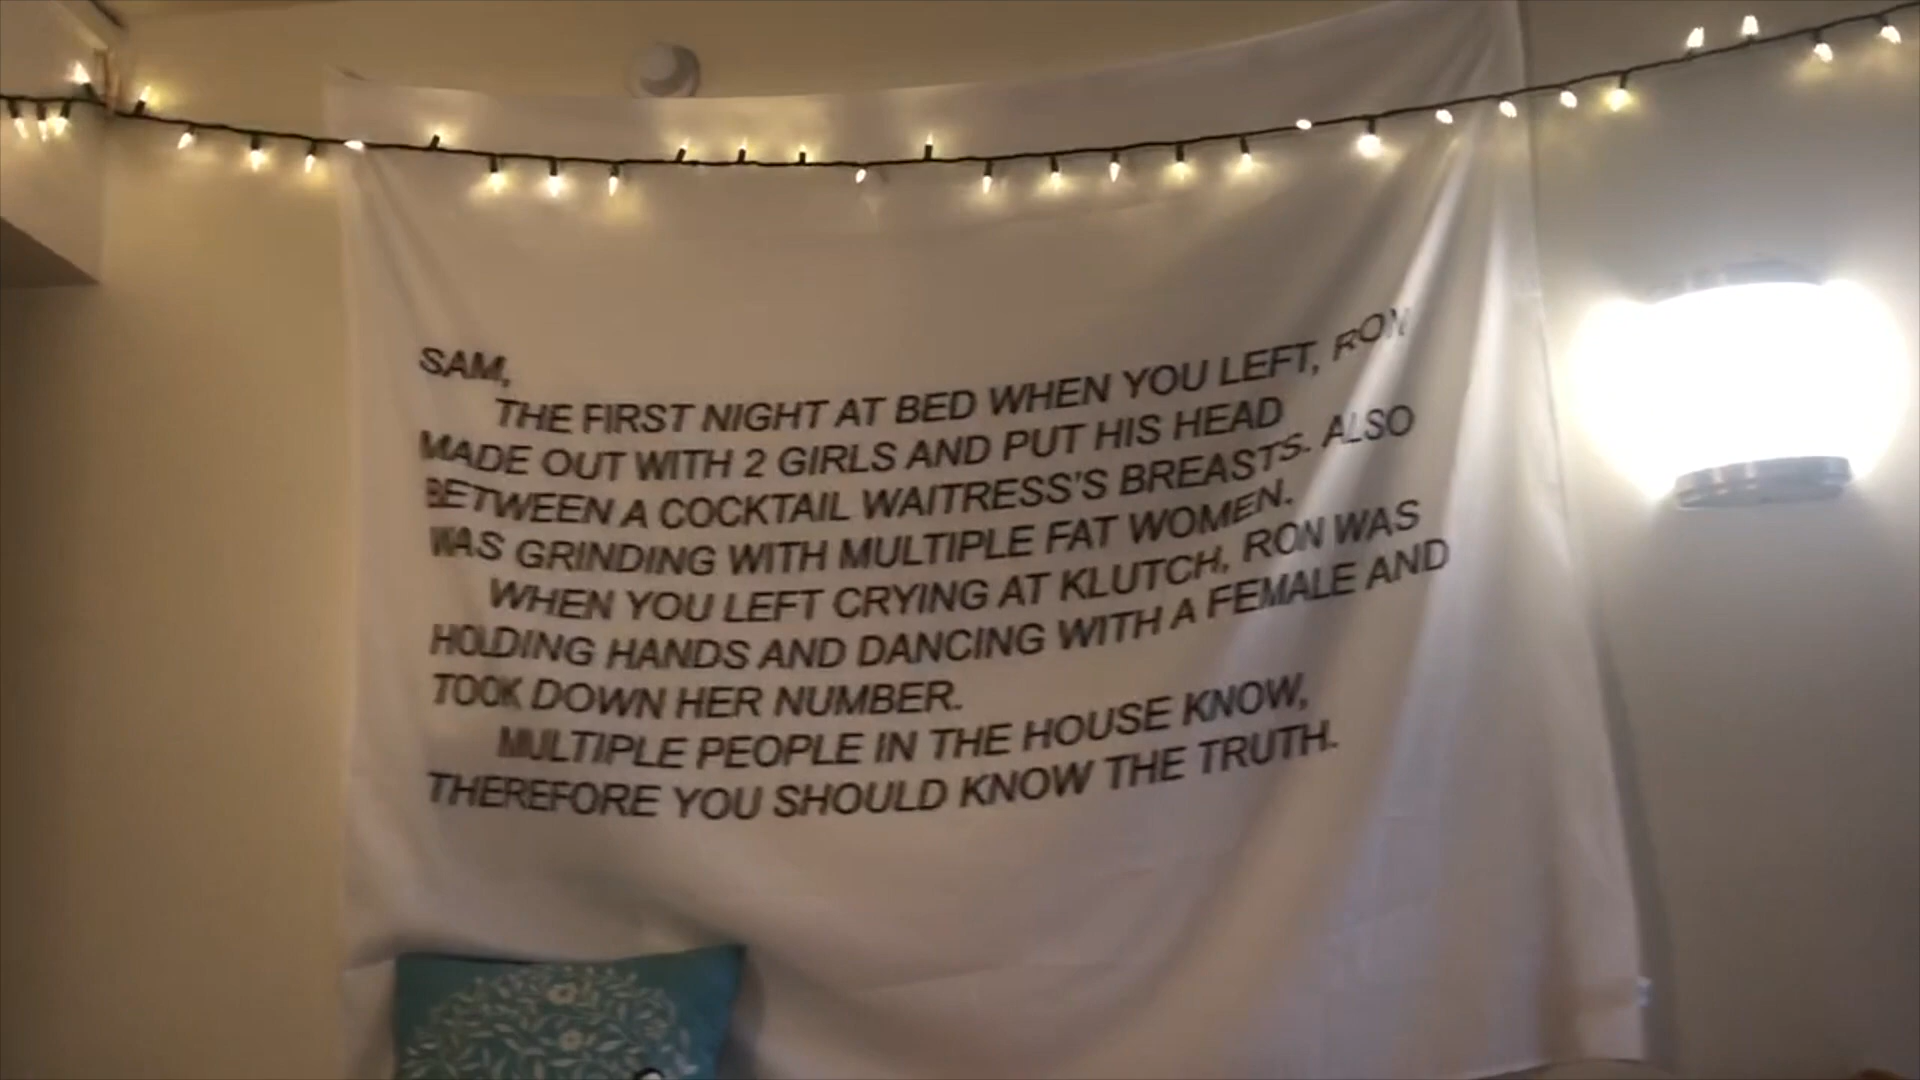 SAM,
THE FIRST NIGHT AT BED WHEN YOU LEFT, RON
MADE OUT WITH 2 GIRLS AND PUT HIS HEAD
BETWEEN A COCKTAIL WAITRESS'S BREASTS. ALSO
WAS GRINDING WITH MULTIPLE FAT WOMEN.
WHEN YOU LEFT CRYING AT KLUTCH, RON WAS
HOLDING HANDS AND DANCING WITH A FEMALE AND
TOOK DOWN HER NUMBER.
MULTIPLE PEOPLE IN THE HOUSE KNOW,
THEREFORE YOU SHOULD KNOW THE TRUTH.